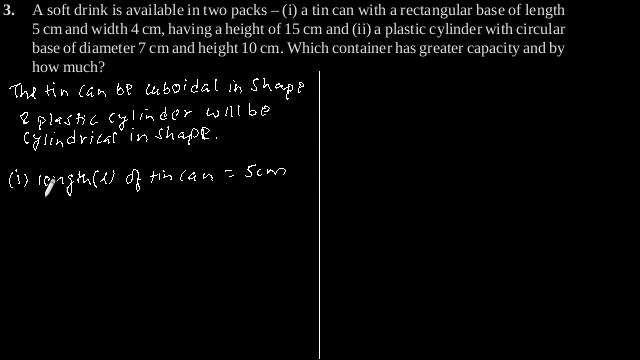 3. A soft drink is available in two packs – (i) a tin can with a rectangular base of length
5 cm and width 4 cm, having a height of 15 cm and (ii) a plastic cylinder with circular
base of diameter 7 cm and height 10 cm. Which container has greater capacity and by
how much?
The tin can be cuboidal in shape
& plastic cylinder will be
cylindrical in shape.
(i) length(l) of tin can = 5cm